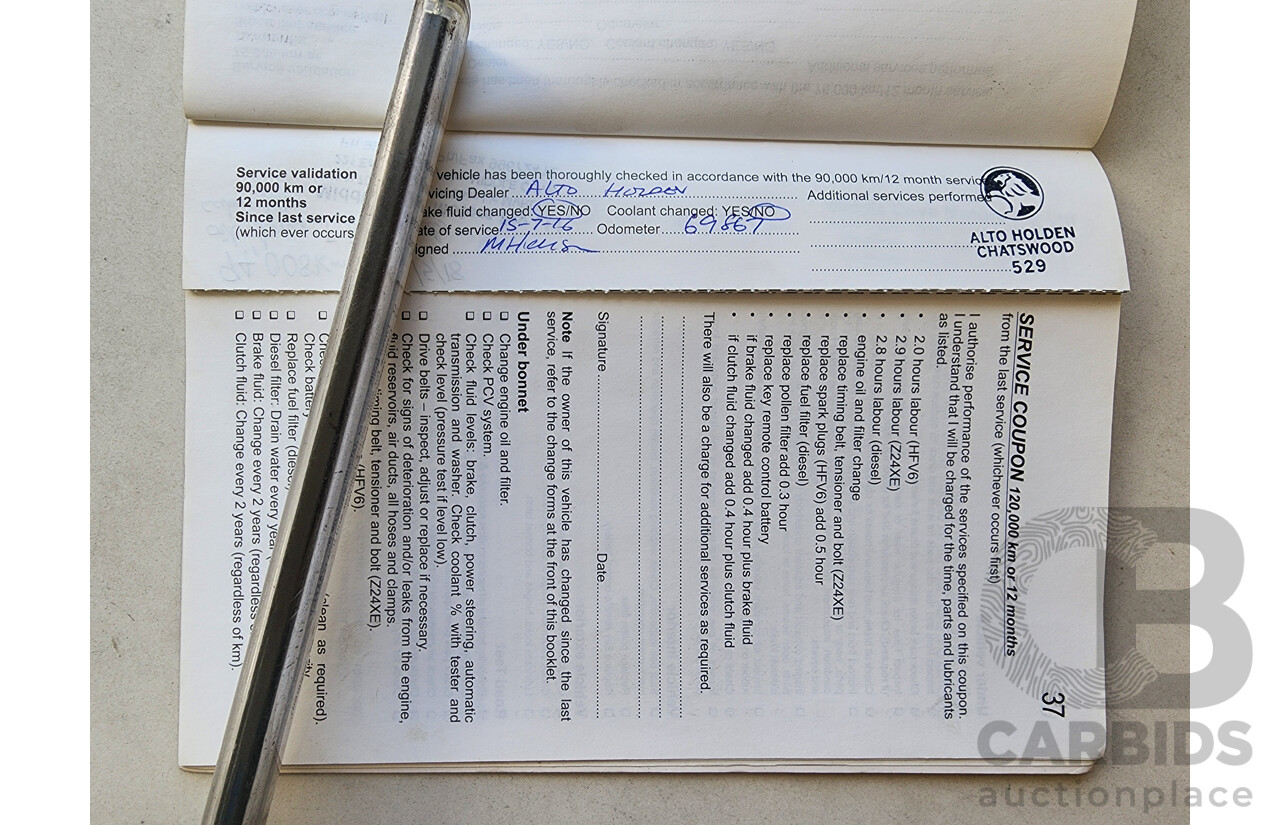 Service validation
90,000 km or
12 months
Since last service
(which ever occurs
vehicle has been thoroughly checked in accordance with the 90,000 km/12 month service
vicing Dealer ALTO HOLDEN Additional services performed
ake fluid changed: YES/NO Coolant changed: YES/NO
ate of service 15-7-16 Odometer 69867
igned
ALTO HOLDEN
CHATSWOOD
529
SERVICE COUPON 120,000 km or 12 months
from the last service (whichever occurs first)
37
I authorise performance of the services specified on this coupon.
I understand that I will be charged for the time, parts and lubricants
as listed.
• 2.0 hours labour (HFV6)
• 2.9 hours labour (Z24XE)
• 2.8 hours labour (diesel)
• engine oil and filter change
• replace timing belt, tensioner and bolt (Z24XE)
• replace spark plugs (HFV6) add 0.5 hour
• replace fuel filter (diesel)
• replace pollen filter add 0.3 hour
• replace key remote control battery
• if brake fluid changed add 0.4 hour plus brake fluid
• if clutch fluid changed add 0.4 hour plus clutch fluid
There will also be a charge for additional services as required.
Signature Date
Note If the owner of this vehicle has changed since the last
service, refer to the change forms at the front of this booklet.
Under bonnet
❑ Change engine oil and filter.
❑ Check PCV system.
❑ Check fluid levels: brake, clutch, power steering, automatic
transmission and washer. Check coolant % with tester and
check level (pressure test if level low).
❑ Drive belts – inspect, adjust or replace if necessary.
❑ Check for signs of deterioration and/or leaks from the engine,
fluid reservoirs, air ducts, all hoses and clamps.
timing belt, tensioner and bolt (Z24XE).
(HFV6).
❑ (clean as required).
Check battery
❑ Replace fuel filter (diesel)
❑ Diesel filter: Drain water every year
❑ Brake fluid: Change every 2 years (regardless
❑ Clutch fluid: Change every 2 years (regardless of km).
CB
CARBIDS
auctionplace